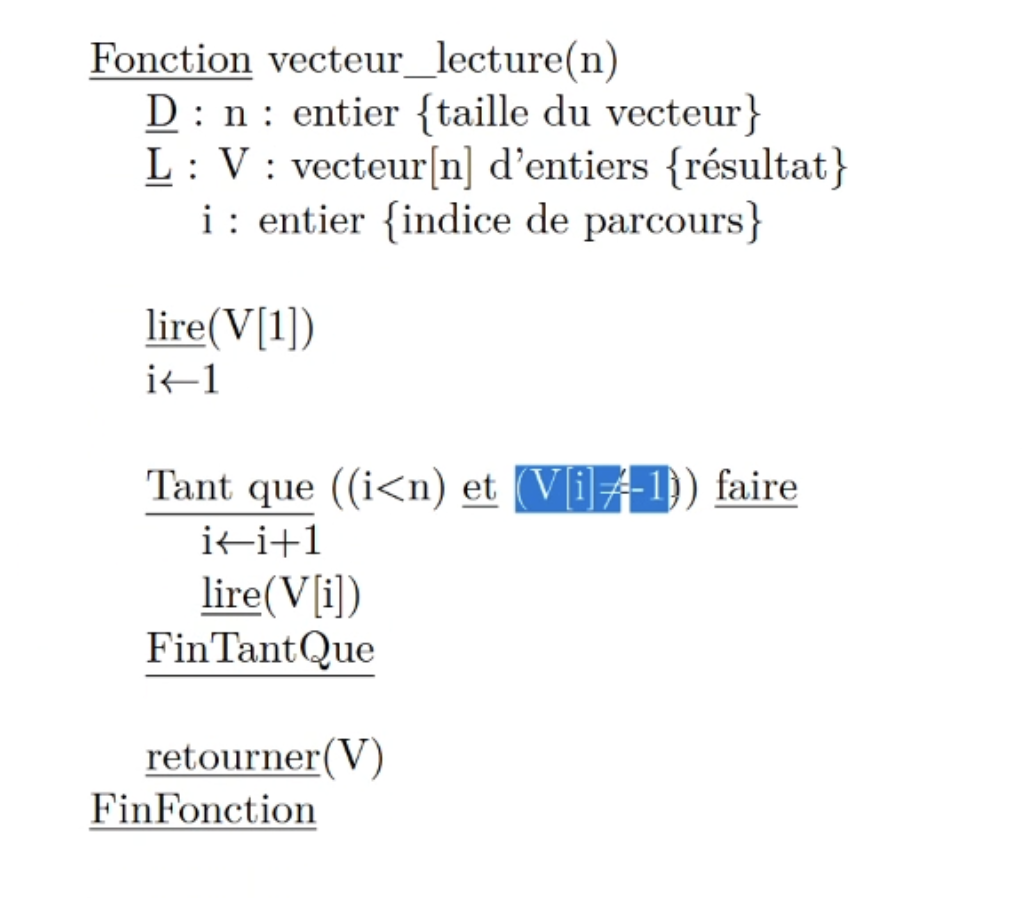 Fonction vecteur_lecture(n)
D : n : entier {taille du vecteur}
L : V : vecteur[n] d'entiers {résultat}
i : entier {indice de parcours}
lire(V[1])
i←1
Tant que ((i<n) et (V[i]≠-1)) faire
i←i+1
lire(V[i])
FinTantQue
retourner(V)
FinFonction